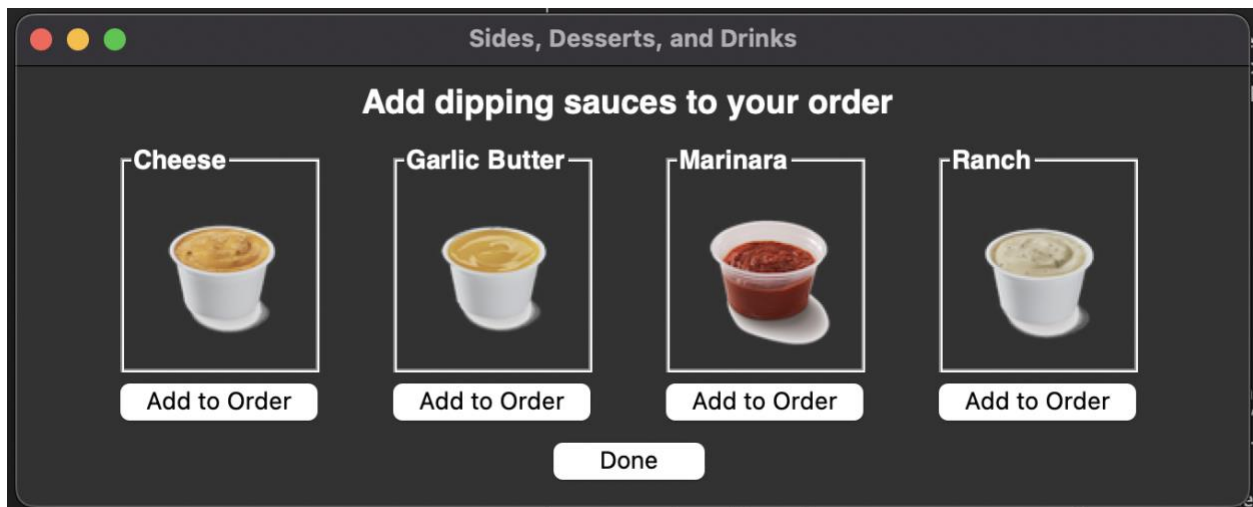 Sides, Desserts, and Drinks
Add dipping sauces to your order
Cheese Garlic Butter Marinara Ranch
Add to Order Add to Order Add to Order Add to Order
Done